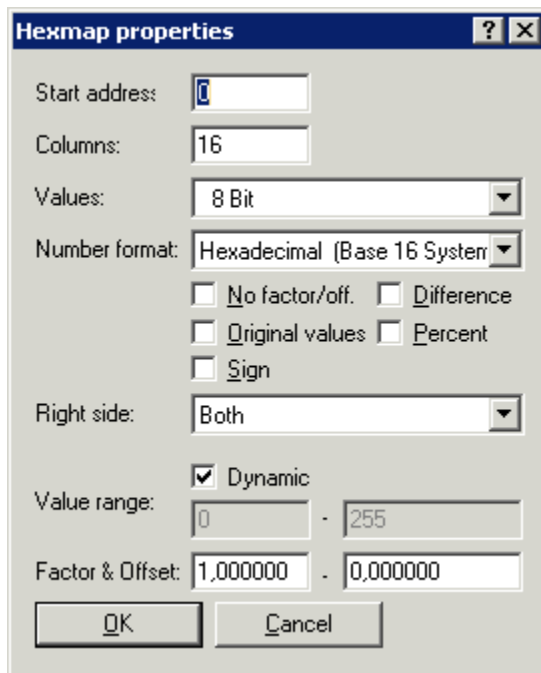 Hexmap properties
Start address 0
Columns: 16
Values: 8 Bit
Number format: Hexadecimal (Base 16 System
No factor/off. Difference
Original values Percent
Sign
Right side: Both
Dynamic
Value range: 0 - 255
Factor & Offset: 1,000000 - 0,000000
OK Cancel